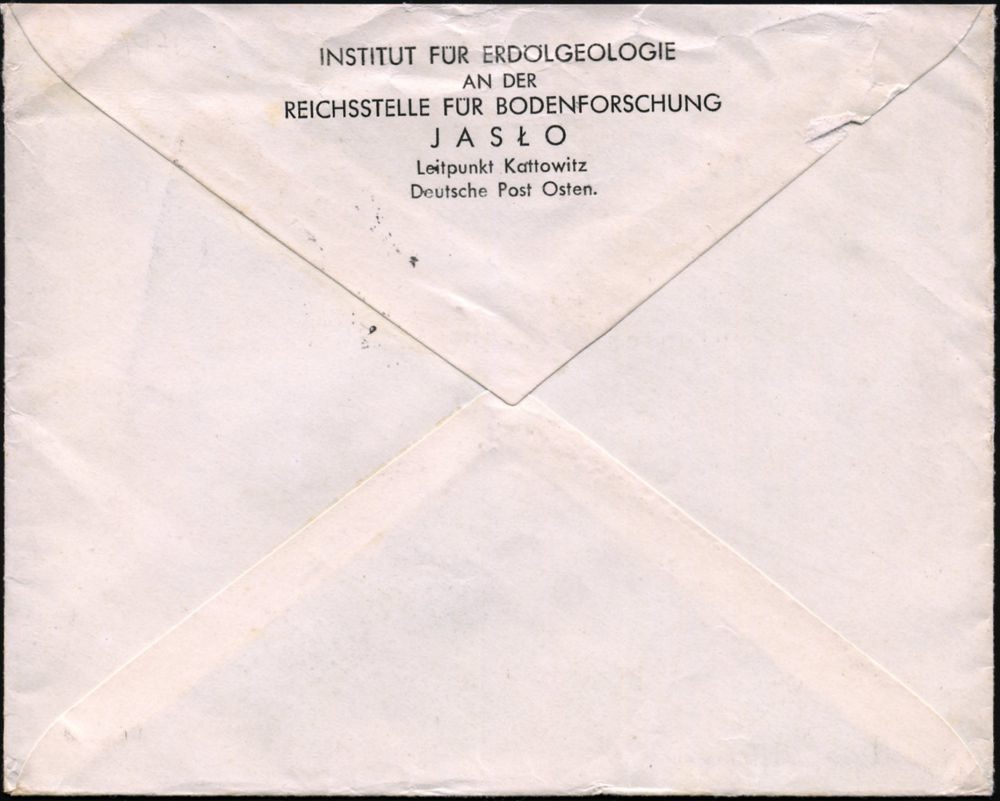 INSTITUT FÜR ERDÖLGEOLOGIE
AN DER
REICHSSTELLE FÜR BODENFORSCHUNG
JASŁO
Leitpunkt Kattowitz
Deutsche Post Osten.